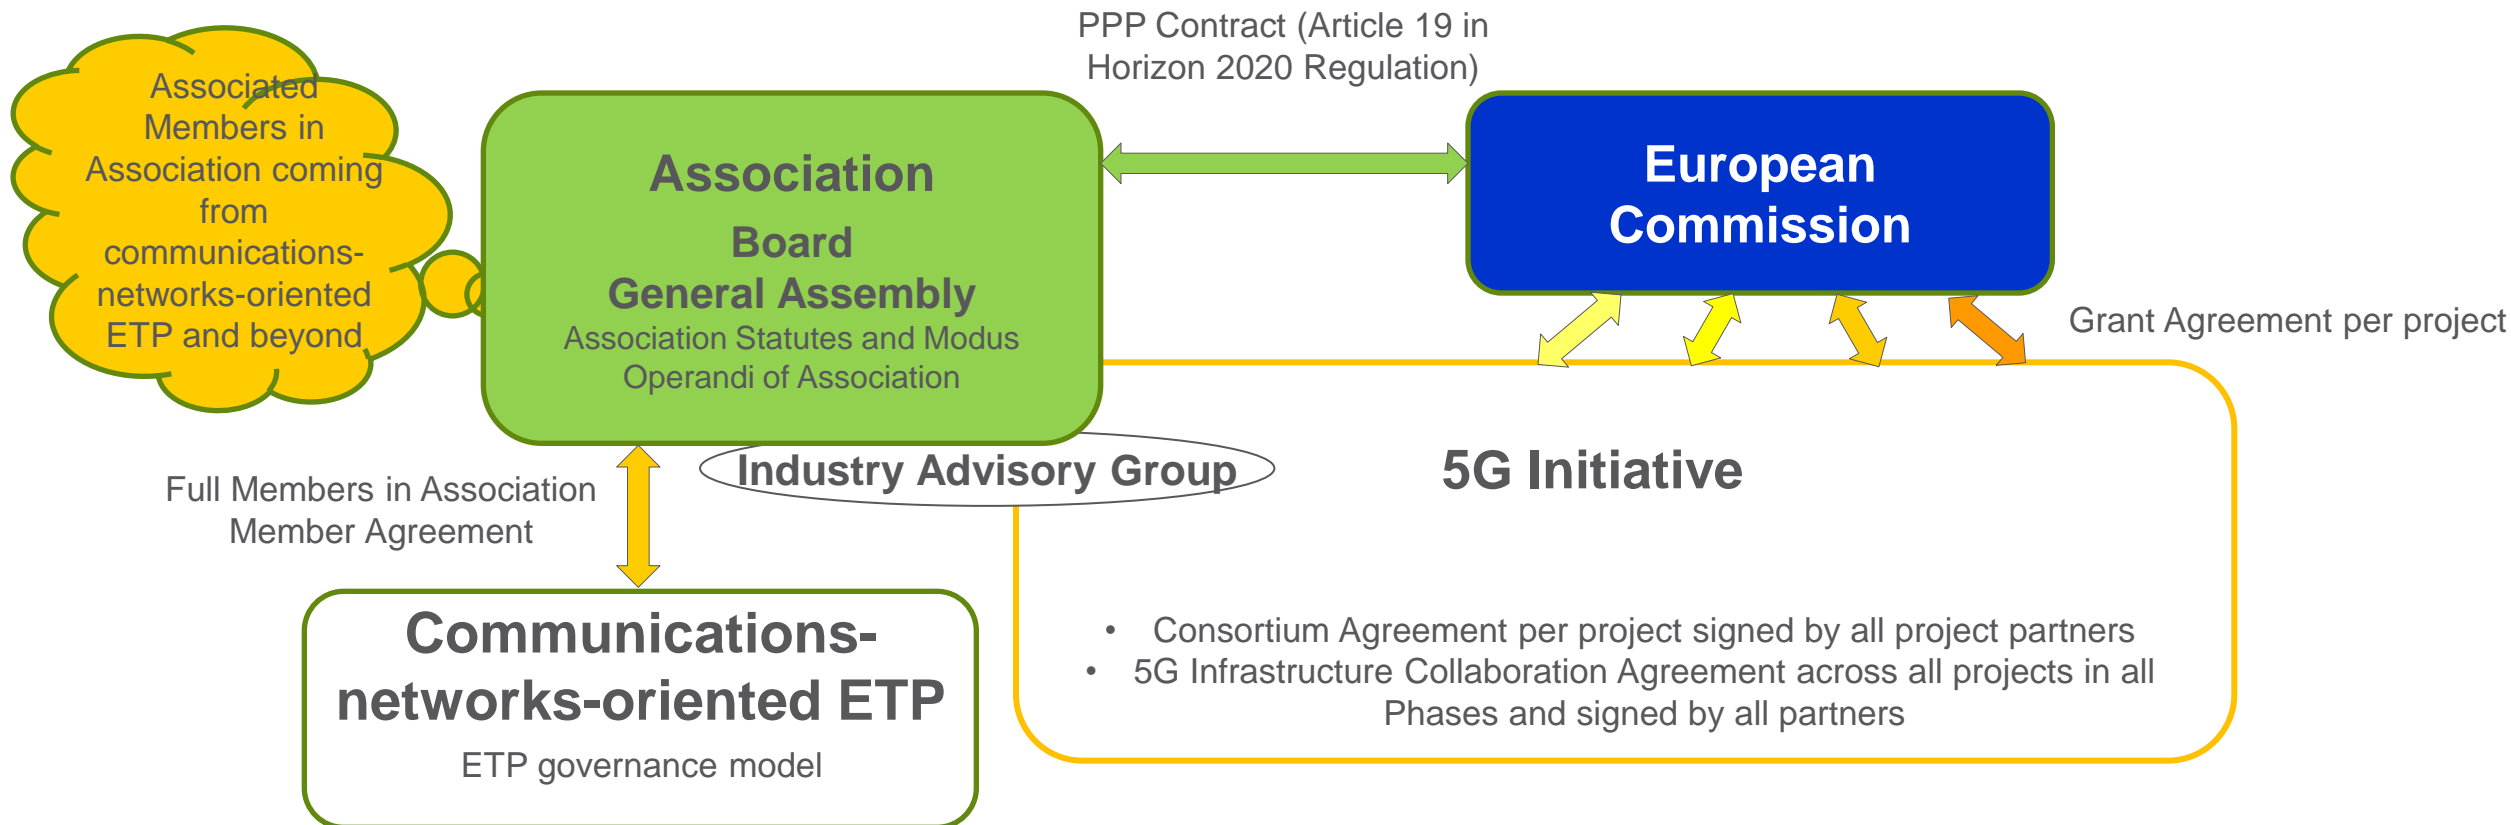 PPP Contract (Article 19 in
Horizon 2020 Regulation)
Associated
Members in
Association coming
from
communications-
networks-oriented
ETP and beyond
Association
Board
General Assembly
Association Statutes and Modus
Operandi of Association
European
Commission
Grant Agreement per project
Industry Advisory Group
5G Initiative
Full Members in Association
Member Agreement
Communications-
networks-oriented ETP
ETP governance model
• Consortium Agreement per project signed by all project partners
• 5G Infrastructure Collaboration Agreement across all projects in all
Phases and signed by all partners